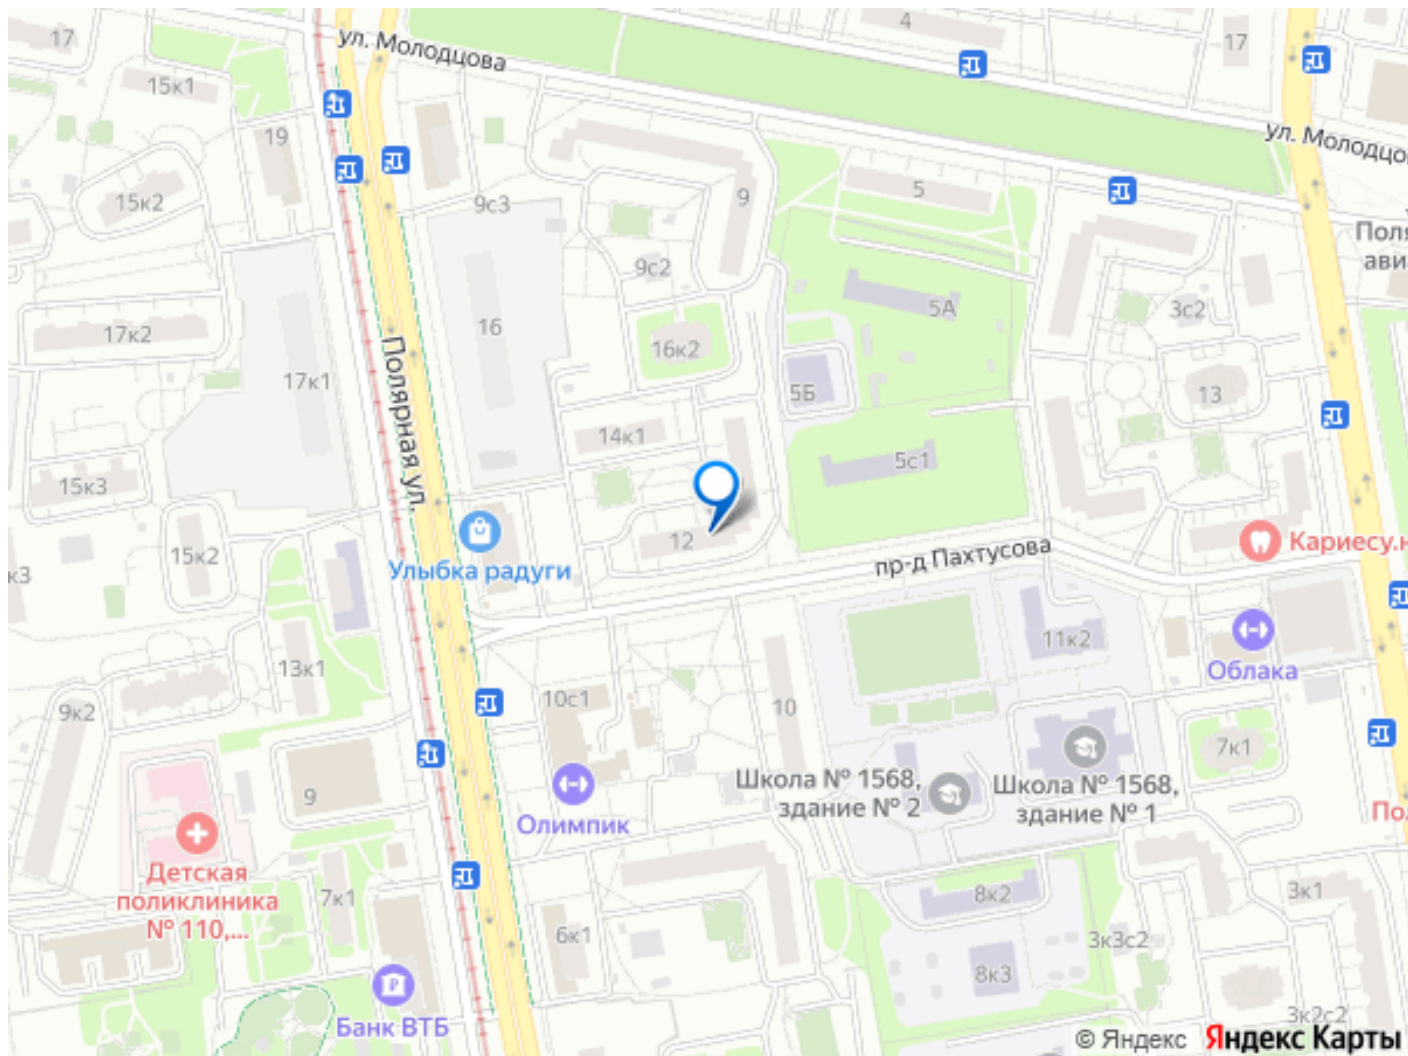 4
17
17
ул. Молодцова
15к1
19
ул. Молодцо
5
15к2
9
9с3
Поля
ави
9с2
5А
3с2
16
17к2
16к2
17к1
5Б
13
Полярная ул.
14к1
5с1
15к3
12
Кариесу.н
15к2
пр-д Пахтусова
к3
Улыбка радуги
11к2
13к1
Облака
10с1
10
9к2
7к1
Школа № 1568,
здание № 2
Школа № 1568,
здание № 1
9
По
Олимпик
Детская
поликлиника
№ 110,...
7к1
8к2
3к1
6к1
3к3с2
8к3
3к2с2
Банк ВТБ
© Яндекс Яндекс Карты